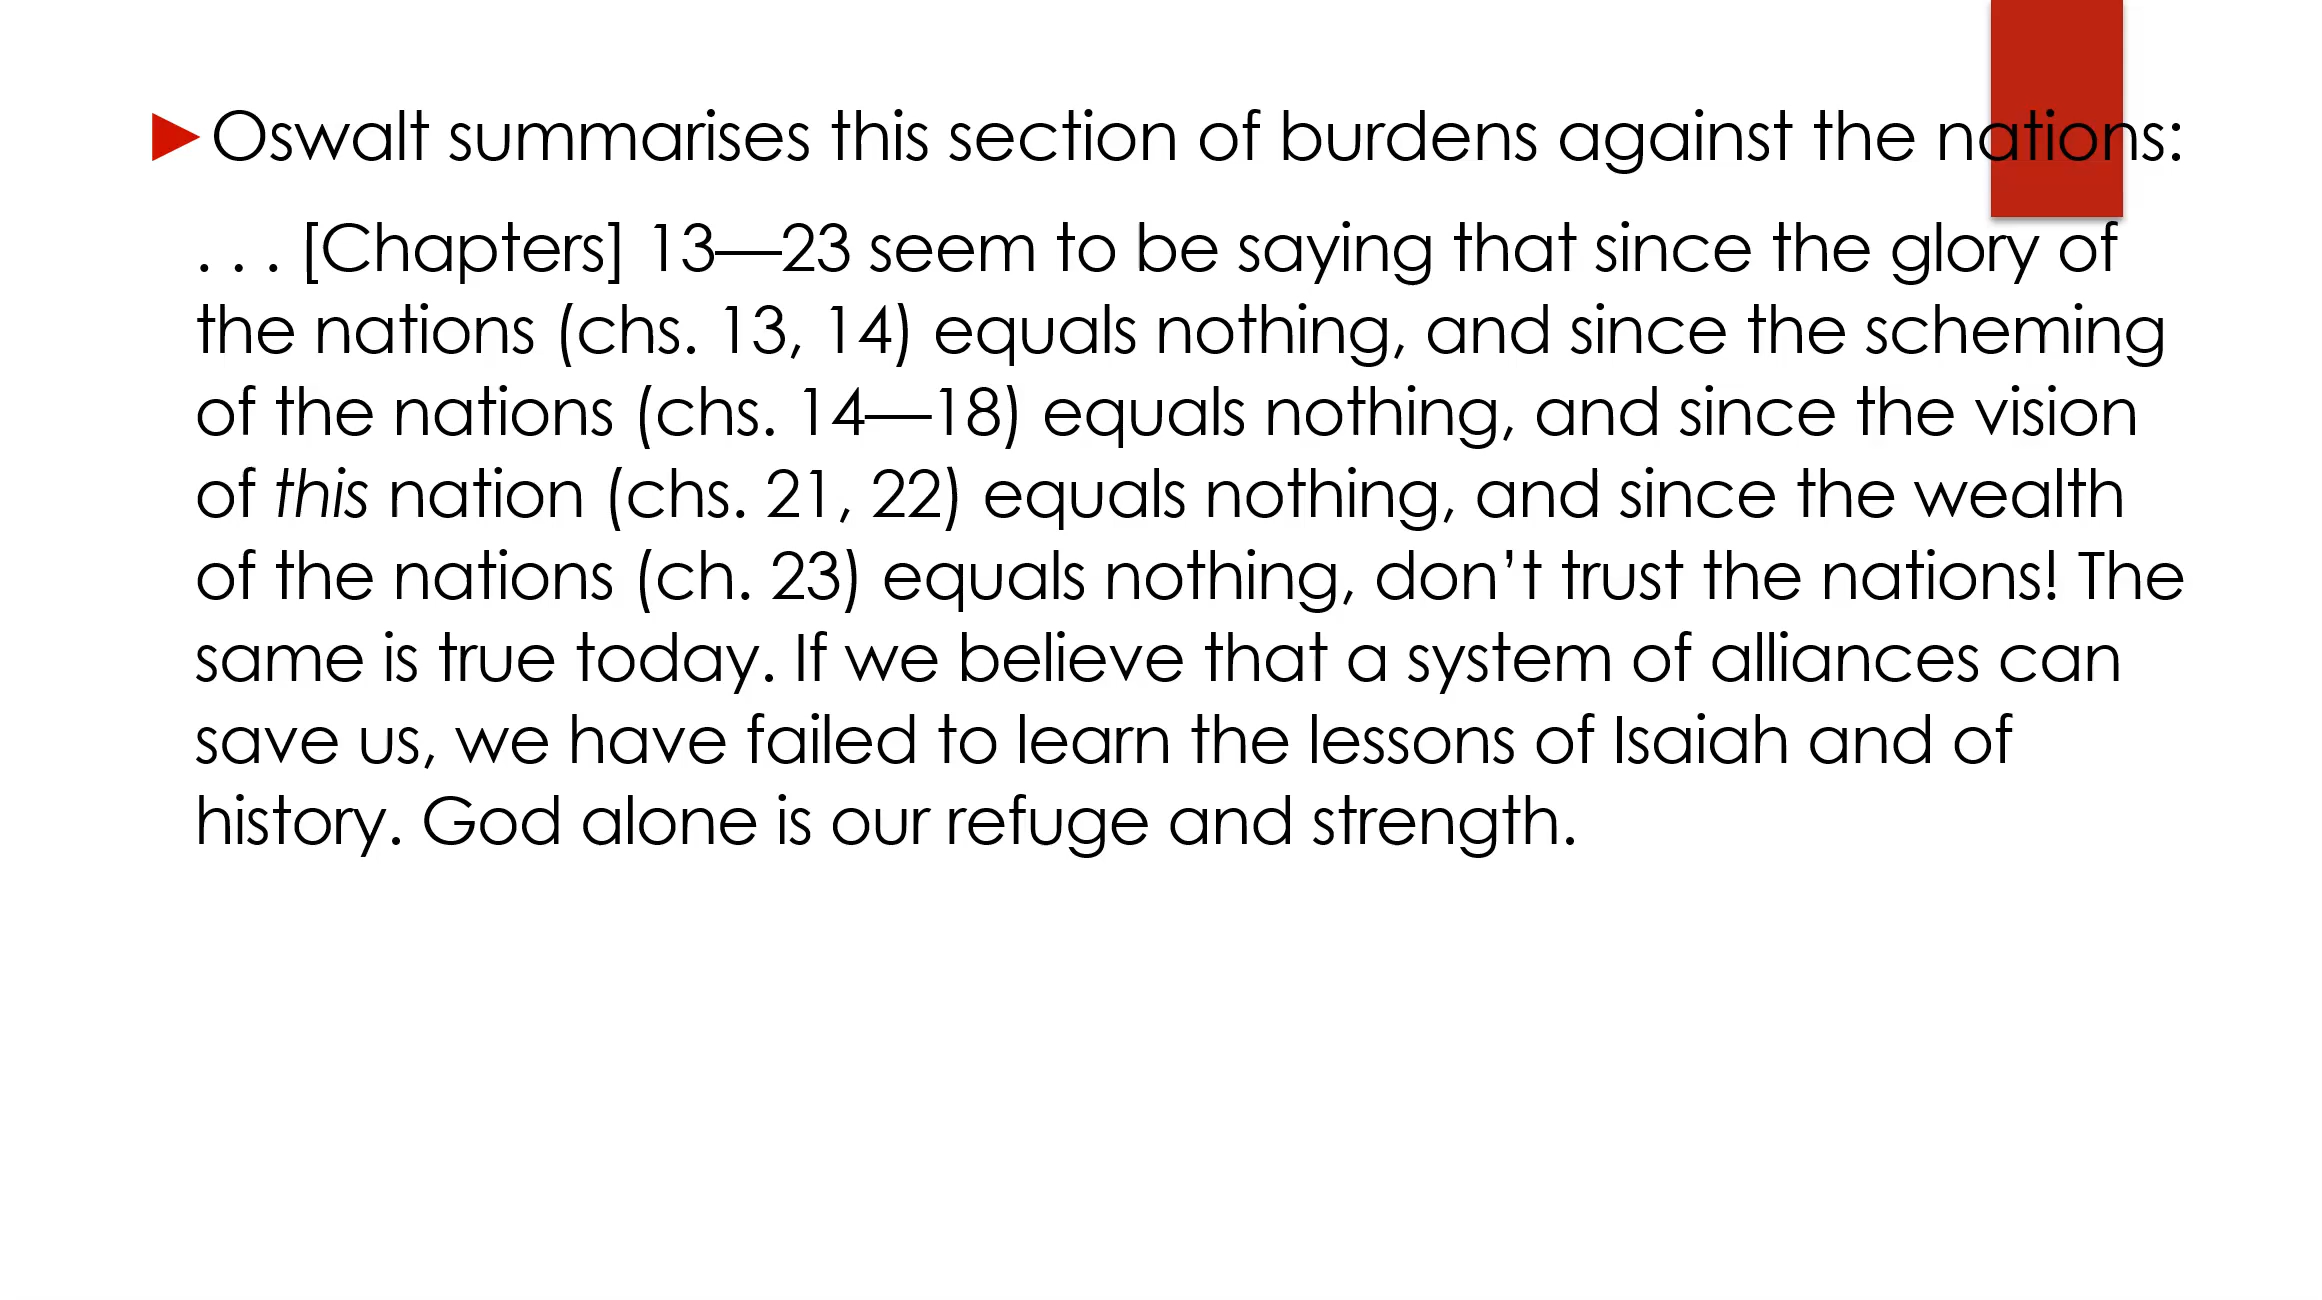 ►Oswalt summarises this section of burdens against the nations:
. . . [Chapters] 13—23 seem to be saying that since the glory of
the nations (chs. 13, 14) equals nothing, and since the scheming
of the nations (chs. 14—18) equals nothing, and since the vision
of this nation (chs. 21, 22) equals nothing, and since the wealth
of the nations (ch. 23) equals nothing, don’t trust the nations! The
same is true today. If we believe that a system of alliances can
save us, we have failed to learn the lessons of Isaiah and of
history. God alone is our refuge and strength.